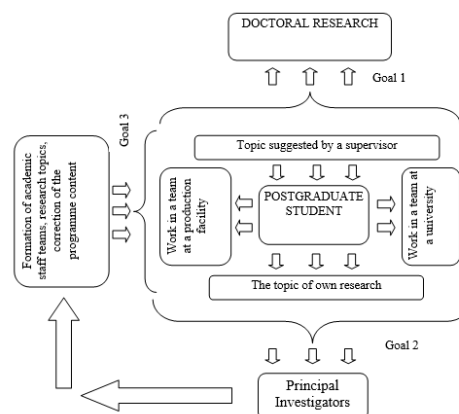 DOCTORAL RESEARCH
Goal 1
Goal 3
Topic suggested by a supervisor
Formation of academic
staff teams, research topics,
correction of the
programme content
Work in a team
at a production
facility
POSTGRADUATE
STUDENT
Work in a team at
a university
The topic of own research
Goal 2
Principal
Investigators